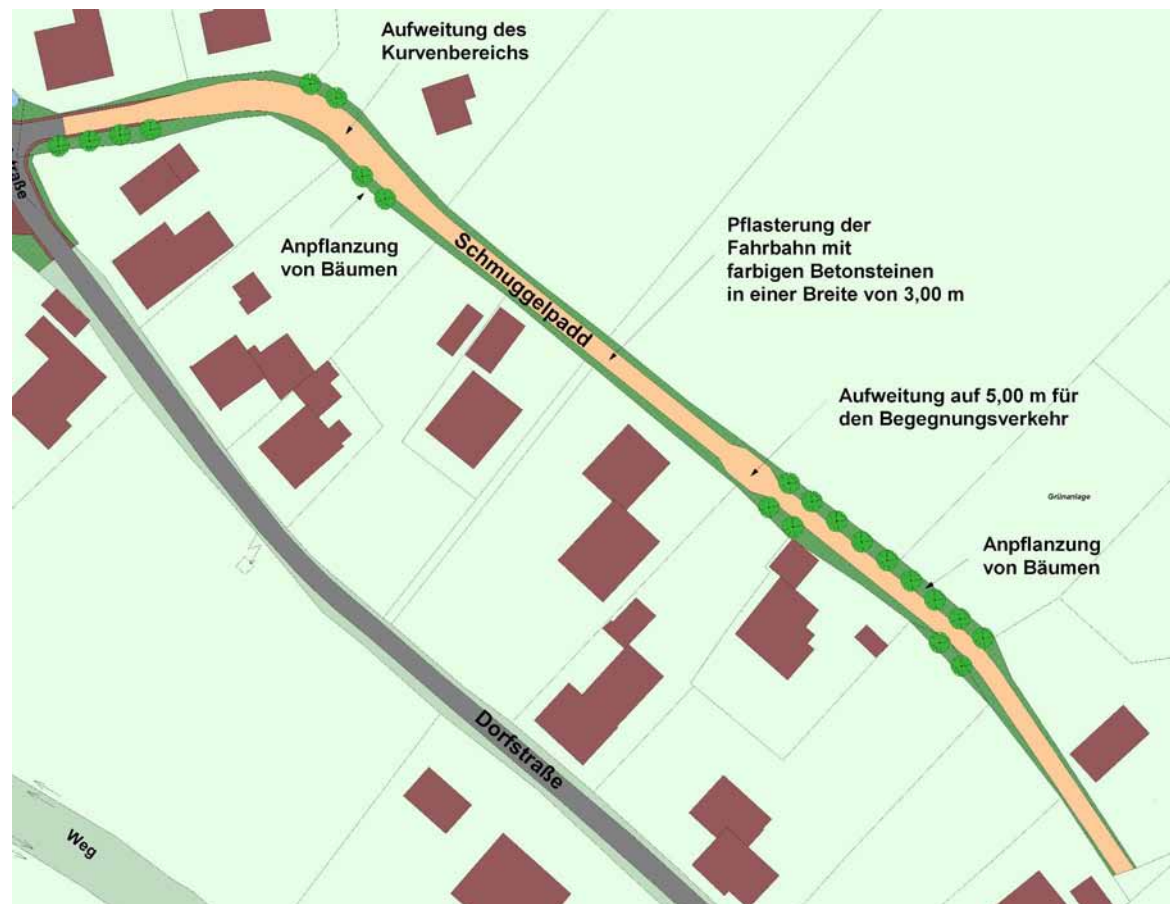 Aufweitung des
Kurvenbereichs
traße
Anpflanzung
von Bäumen
Schmuggelpadd
Pflasterung der
Fahrbahn mit
farbigen Betonsteinen
in einer Breite von 3,00 m
Aufweitung auf 5,00 m für
den Begegnungsverkehr
Grünanlage
Anpflanzung
von Bäumen
Dorfstraße
Weg